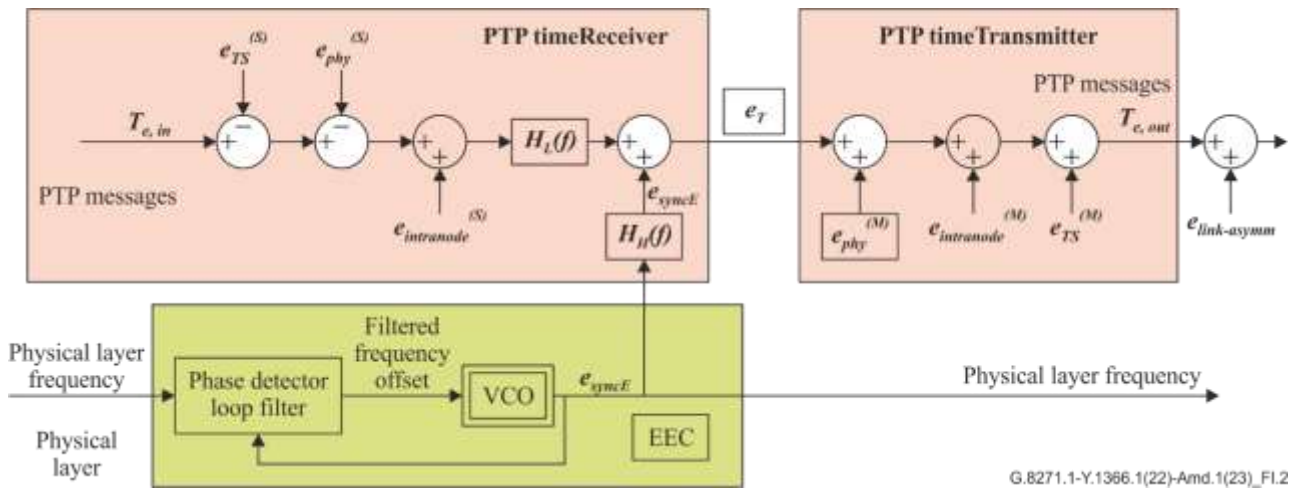 PTP timeReceiver
PTP timeTransmitter
e_TS^(S)
e_phy^(S)
PTP messages
T_e, in
+
−
+
−
+
+
H_L(f)
+
+
e_T
+
+
+
+
+
+
T_e, out
+
+
PTP messages
e_intranode^(S)
e_syncE
H_H(f)
e_phy^(M)
e_intranode^(M)
e_TS^(M)
e_link-asymm
Physical layer
frequency
Phase detector
loop filter
Filtered
frequency
offset
VCO
e_syncE
Physical layer frequency
EEC
Physical
layer
G.8271.1-Y.1366.1(22)-Amd.1(23)_FI.2